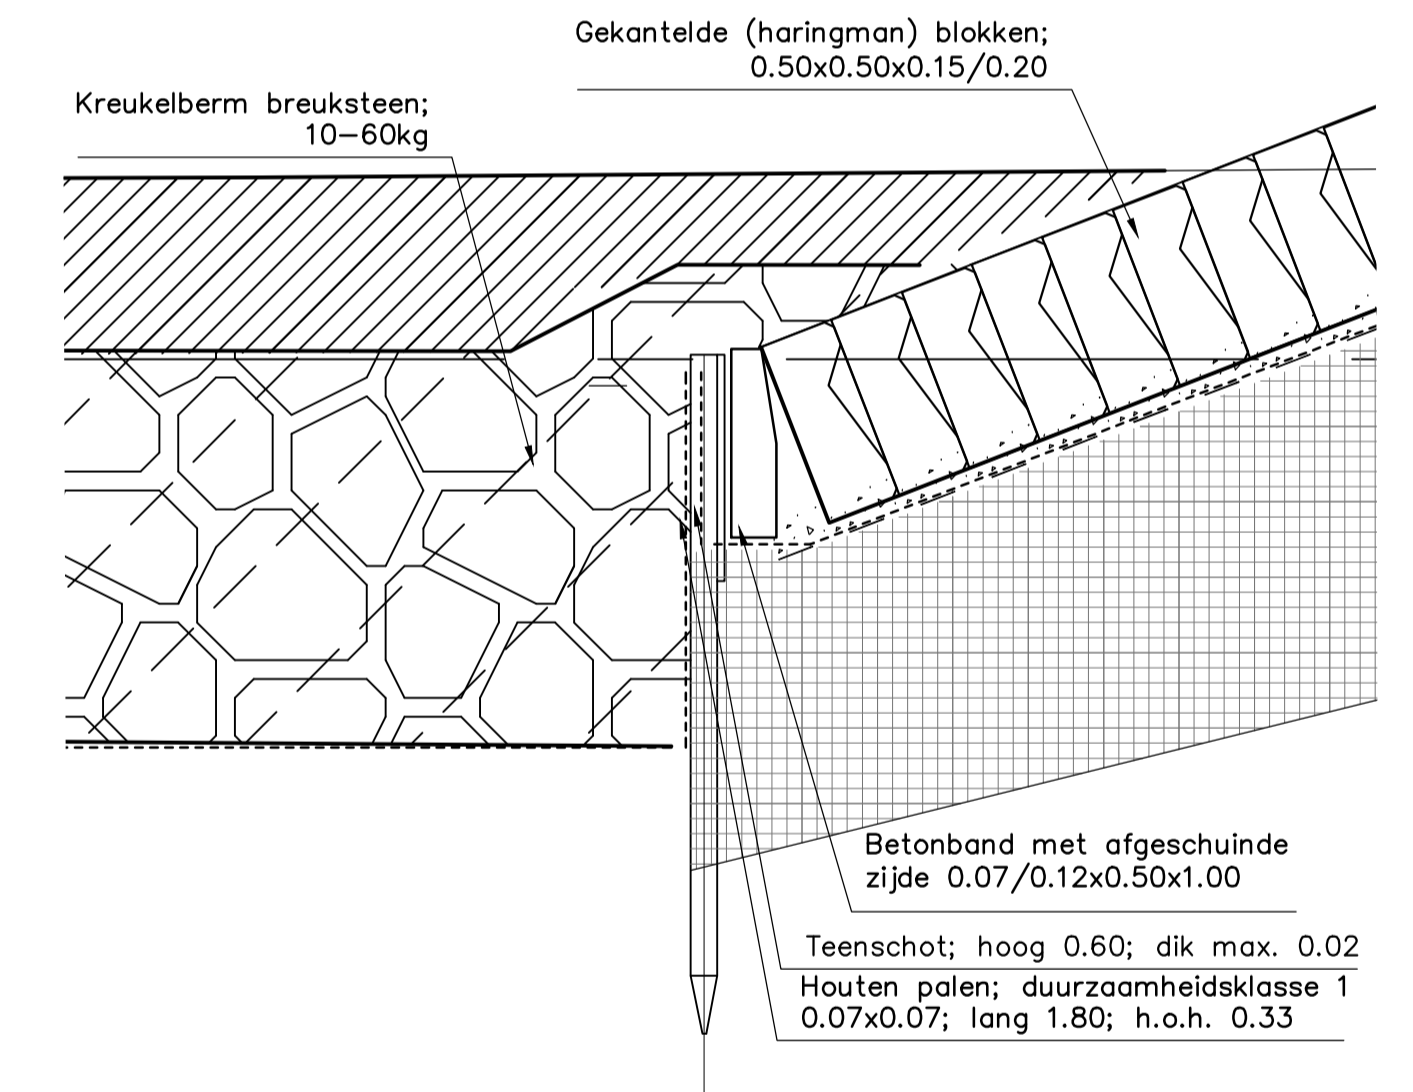 Gekantelde (haringman) blokken;
0.50x0.50x0.15/0.20
Kreukelberm breuksteen;
10-60kg
Betonband met afgeschuinde
zijde 0.07/0.12x0.50x1.00
Teenschot; hoog 0.60; dik max. 0.02
Houten palen; duurzaamheidsklasse 1
0.07x0.07; lang 1.80; h.o.h. 0.33